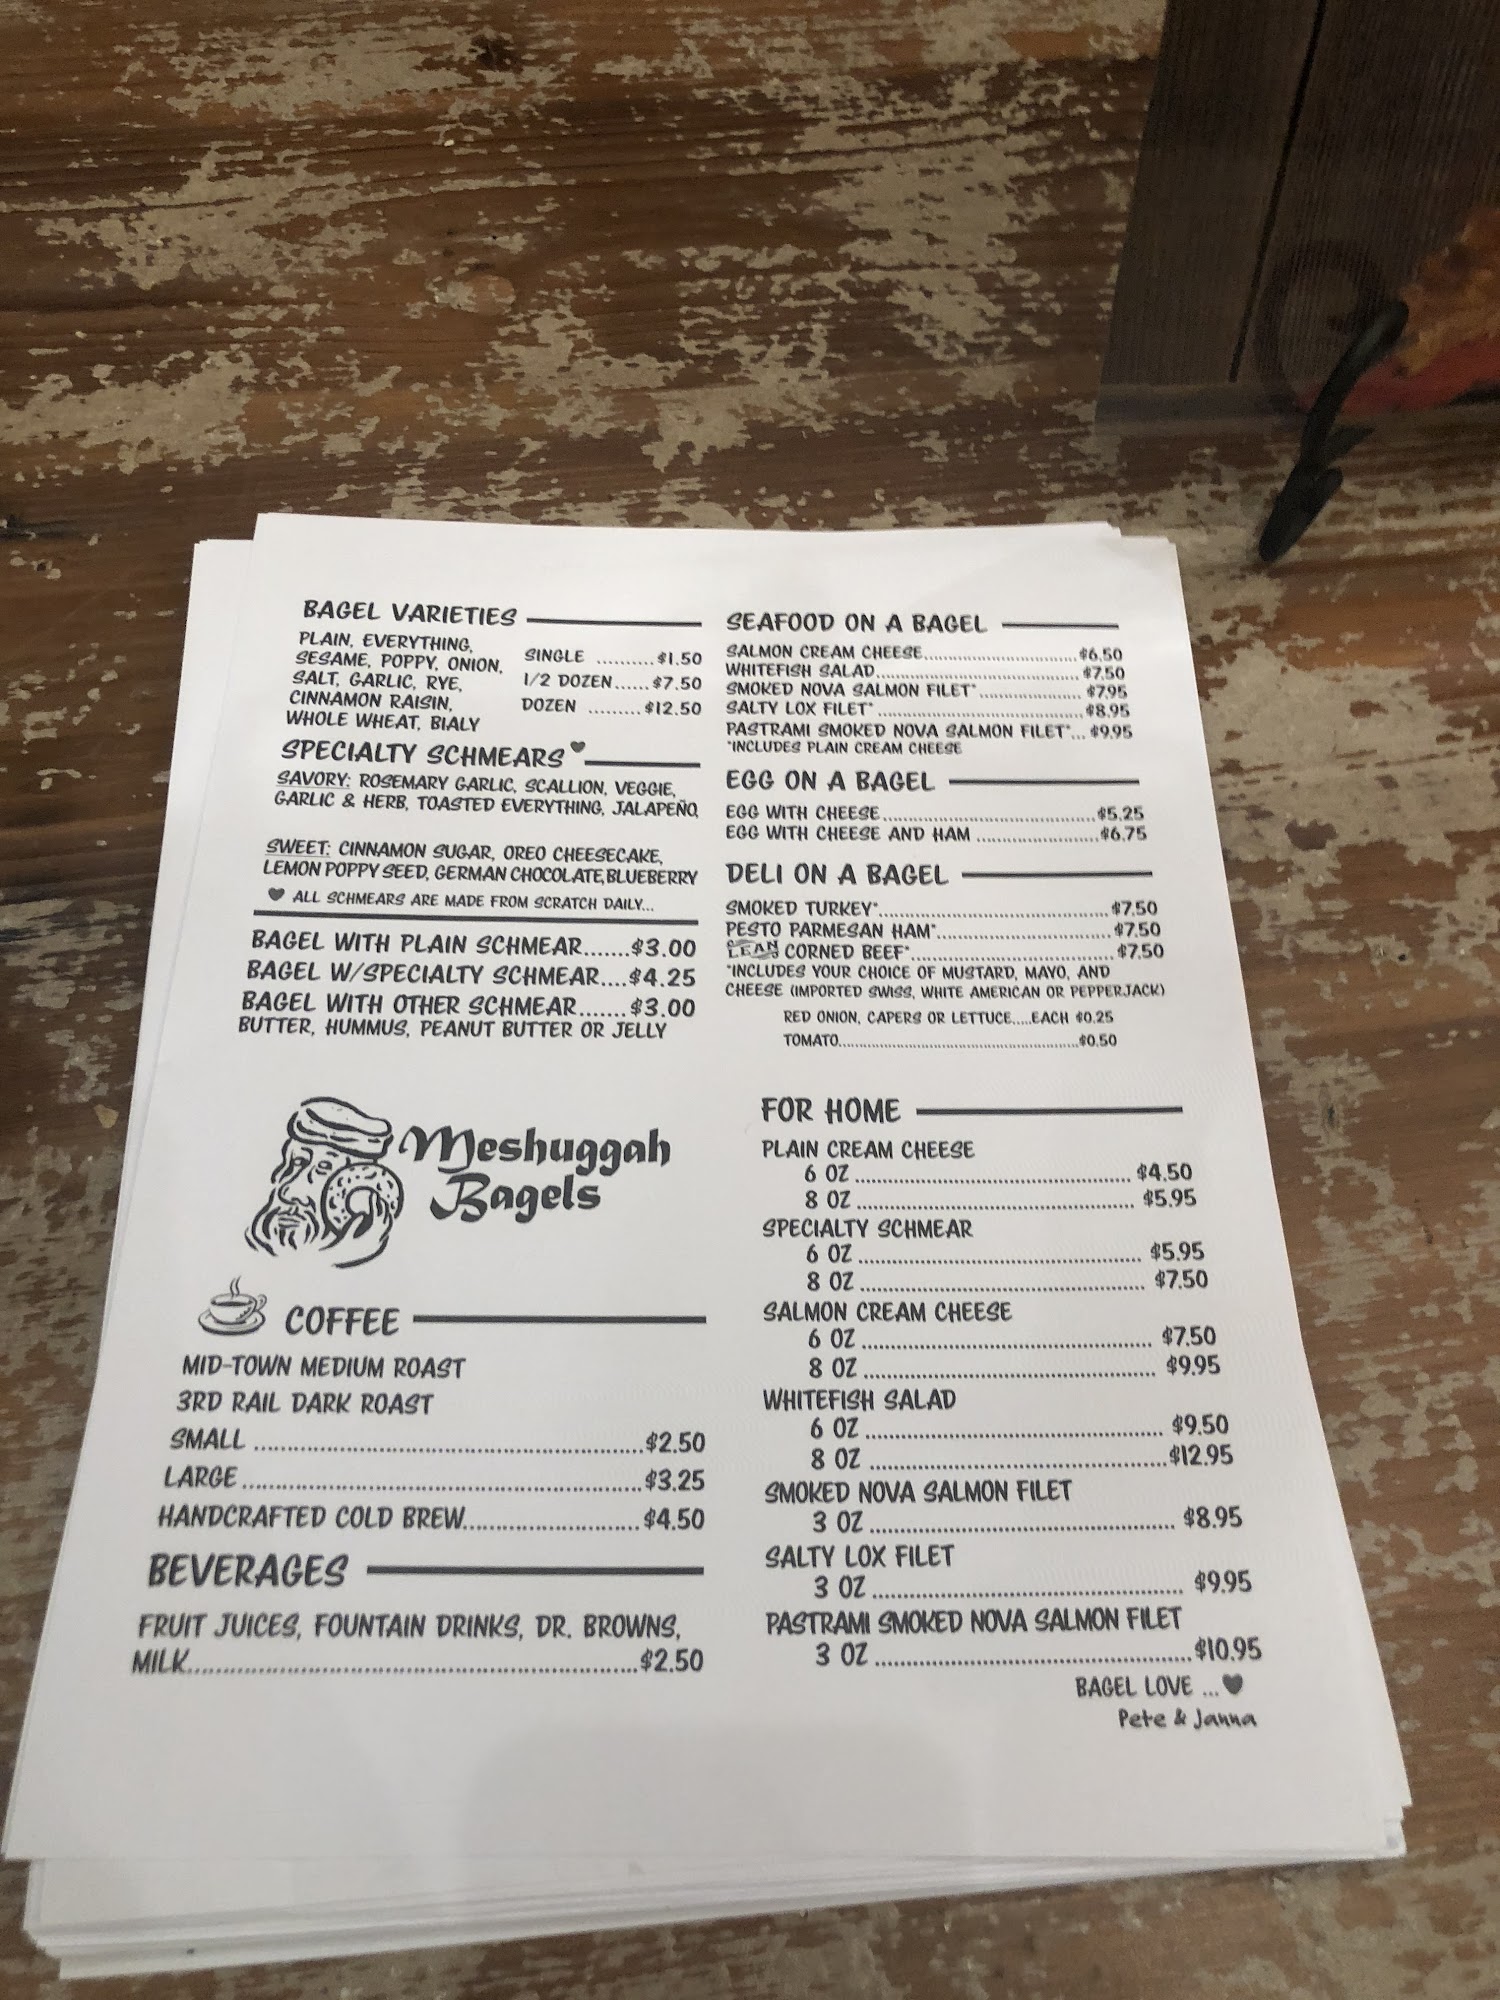 BAGEL VARIETIES
PLAIN, EVERYTHING,
SESAME, POPPY, ONION,
SALT, GARLIC, RYE,
CINNAMON RAISIN,
WHOLE WHEAT, BIALY
SINGLE ..........$1.50
1/2 DOZEN......$7.50
DOZEN .........$12.50
SPECIALTY SCHMEARS
SAVORY: ROSEMARY GARLIC, SCALLION, VEGGIE,
GARLIC & HERB, TOASTED EVERYTHING, JALAPEÑO,
SWEET: CINNAMON SUGAR, OREO CHEESECAKE,
LEMON POPPY SEED, GERMAN CHOCOLATE, BLUEBERRY
♥ ALL SCHMEARS ARE MADE FROM SCRATCH DAILY...
BAGEL WITH PLAIN SCHMEAR.......$3.00
BAGEL W/SPECIALTY SCHMEAR....$4.25
BAGEL WITH OTHER SCHMEAR.......$3.00
BUTTER, HUMMUS, PEANUT BUTTER OR JELLY
Meshuggah
Bagels
COFFEE
MID-TOWN MEDIUM ROAST
3RD RAIL DARK ROAST
SMALL ..........$2.50
LARGE ..........$3.25
HANDCRAFTED COLD BREW..........$4.50
BEVERAGES
FRUIT JUICES, FOUNTAIN DRINKS, DR. BROWNS,
MILK..........$2.50
SEAFOOD ON A BAGEL
SALMON CREAM CHEESE..........$6.50
WHITEFISH SALAD..........$7.50
SMOKED NOVA SALMON FILET*..........$7.95
SALTY LOX FILET*..........$8.95
PASTRAMI SMOKED NOVA SALMON FILET*... $9.95
*INCLUDES PLAIN CREAM CHEESE
EGG ON A BAGEL
EGG WITH CHEESE..........$5.25
EGG WITH CHEESE AND HAM ..........$6.75
DELI ON A BAGEL
SMOKED TURKEY*..........$7.50
PESTO PARMESAN HAM*..........$7.50
LEAN CORNED BEEF*..........$7.50
*INCLUDES YOUR CHOICE OF MUSTARD, MAYO, AND
CHEESE (IMPORTED SWISS, WHITE AMERICAN OR PEPPERJACK)
RED ONION, CAPERS OR LETTUCE.....EACH $0.25
TOMATO..........$0.50
FOR HOME
PLAIN CREAM CHEESE
6 OZ .......... $4.50
8 OZ .......... $5.95
SPECIALTY SCHMEAR
6 OZ .......... $5.95
8 OZ .......... $7.50
SALMON CREAM CHEESE
6 OZ .......... $7.50
8 OZ .......... $9.95
WHITEFISH SALAD
6 OZ .......... $9.50
8 OZ ..........$12.95
SMOKED NOVA SALMON FILET
3 OZ .......... $8.95
SALTY LOX FILET
3 OZ .......... $9.95
PASTRAMI SMOKED NOVA SALMON FILET
3 OZ ..........$10.95
BAGEL LOVE ...♥
Pete & Janna